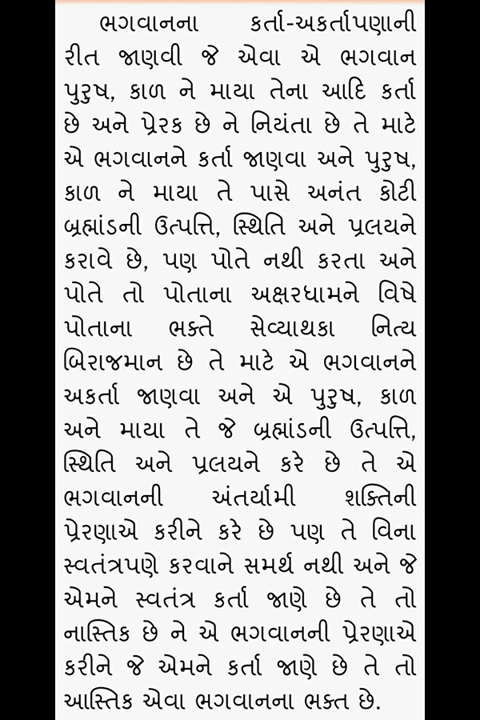 ભગવાનના કર્તા-અકર્તાપણાની
રીત જાણવી જે એવા એ ભગવાન
પુરુષ, કાળ ને માયા તેના આદિ કર્તા
છે અને પ્રેરક છે ને નિયંતા છે તે માટે
એ ભગવાનને કર્તા જાણવા અને પુરુષ,
કાળ ને માયા તે પાસે અનંત કોટી
બ્રહ્માંડની ઉત્પત્તિ, સ્થિતિ અને પ્રલયને
કરાવે છે, પણ પોતે નથી કરતા અને
પોતે તો પોતાના અક્ષરધામને વિષે
પોતાના ભક્તે સેવ્યાથકા નિત્ય
બિરાજમાન છે તે માટે એ ભગવાનને
અકર્તા જાણવા અને એ પુરુષ, કાળ
અને માયા તે જે બ્રહ્માંડની ઉત્પત્તિ,
સ્થિતિ અને પ્રલયને કરે છે તે એ
ભગવાનની અંતર્યામી શક્તિની
પ્રેરણાએ કરીને કરે છે પણ તે વિના
સ્વતંત્રપણે કરવાને સમર્થ નથી અને જે
એમને સ્વતંત્ર કર્તા જાણે છે તે તો
નાસ્તિક છે ને એ ભગવાનની પ્રેરણાએ
કરીને જે એમને કર્તા જાણે છે તે તો
આસ્તિક એવા ભગવાનના ભક્ત છે.